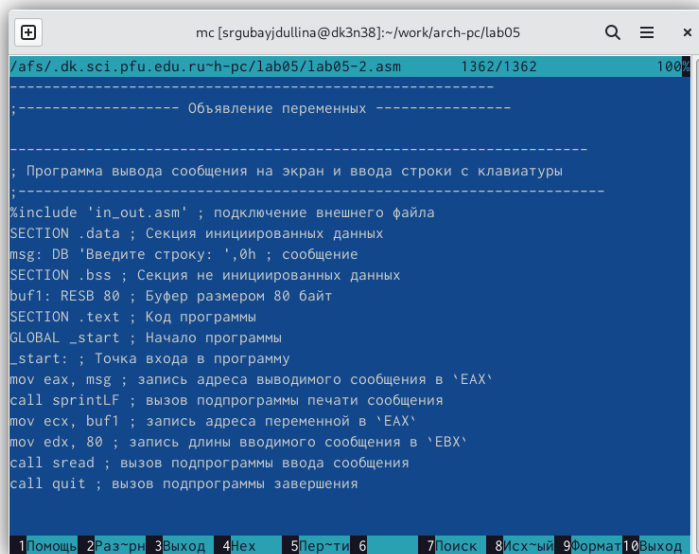 mc [srgubayjdullina@dk3n38]:~/work/arch-pc/lab05
/afs/.dk.sci.pfu.edu.ru~h-pc/lab05/lab05-2.asm 1362/1362 100%
---------------------------------------------------------
;------------------- Объявление переменных ----------------
--------------------------------------------------------------------
; Программа вывода сообщения на экран и ввода строки с клавиатуры
;---------------------------------------------------------------------
%include 'in_out.asm' ; подключение внешнего файла
SECTION .data ; Секция инициированных данных
msg: DB 'Введите строку: ',0h ; сообщение
SECTION .bss ; Секция не инициированных данных
buf1: RESB 80 ; Буфер размером 80 байт
SECTION .text ; Код программы
GLOBAL _start ; Начало программы
_start: ; Точка входа в программу
mov eax, msg ; запись адреса выводимого сообщения в `EAX`
call sprintLF ; вызов подпрограммы печати сообщения
mov ecx, buf1 ; запись адреса переменной в `EAX`
mov edx, 80 ; запись длины вводимого сообщения в `EBX`
call sread ; вызов подпрограммы ввода сообщения
call quit ; вызов подпрограммы завершения
1Помощь 2Раз~рн 3Выход 4Hex 5Пер~ти 6 7Поиск 8Исх~ый 9Формат 10Выход